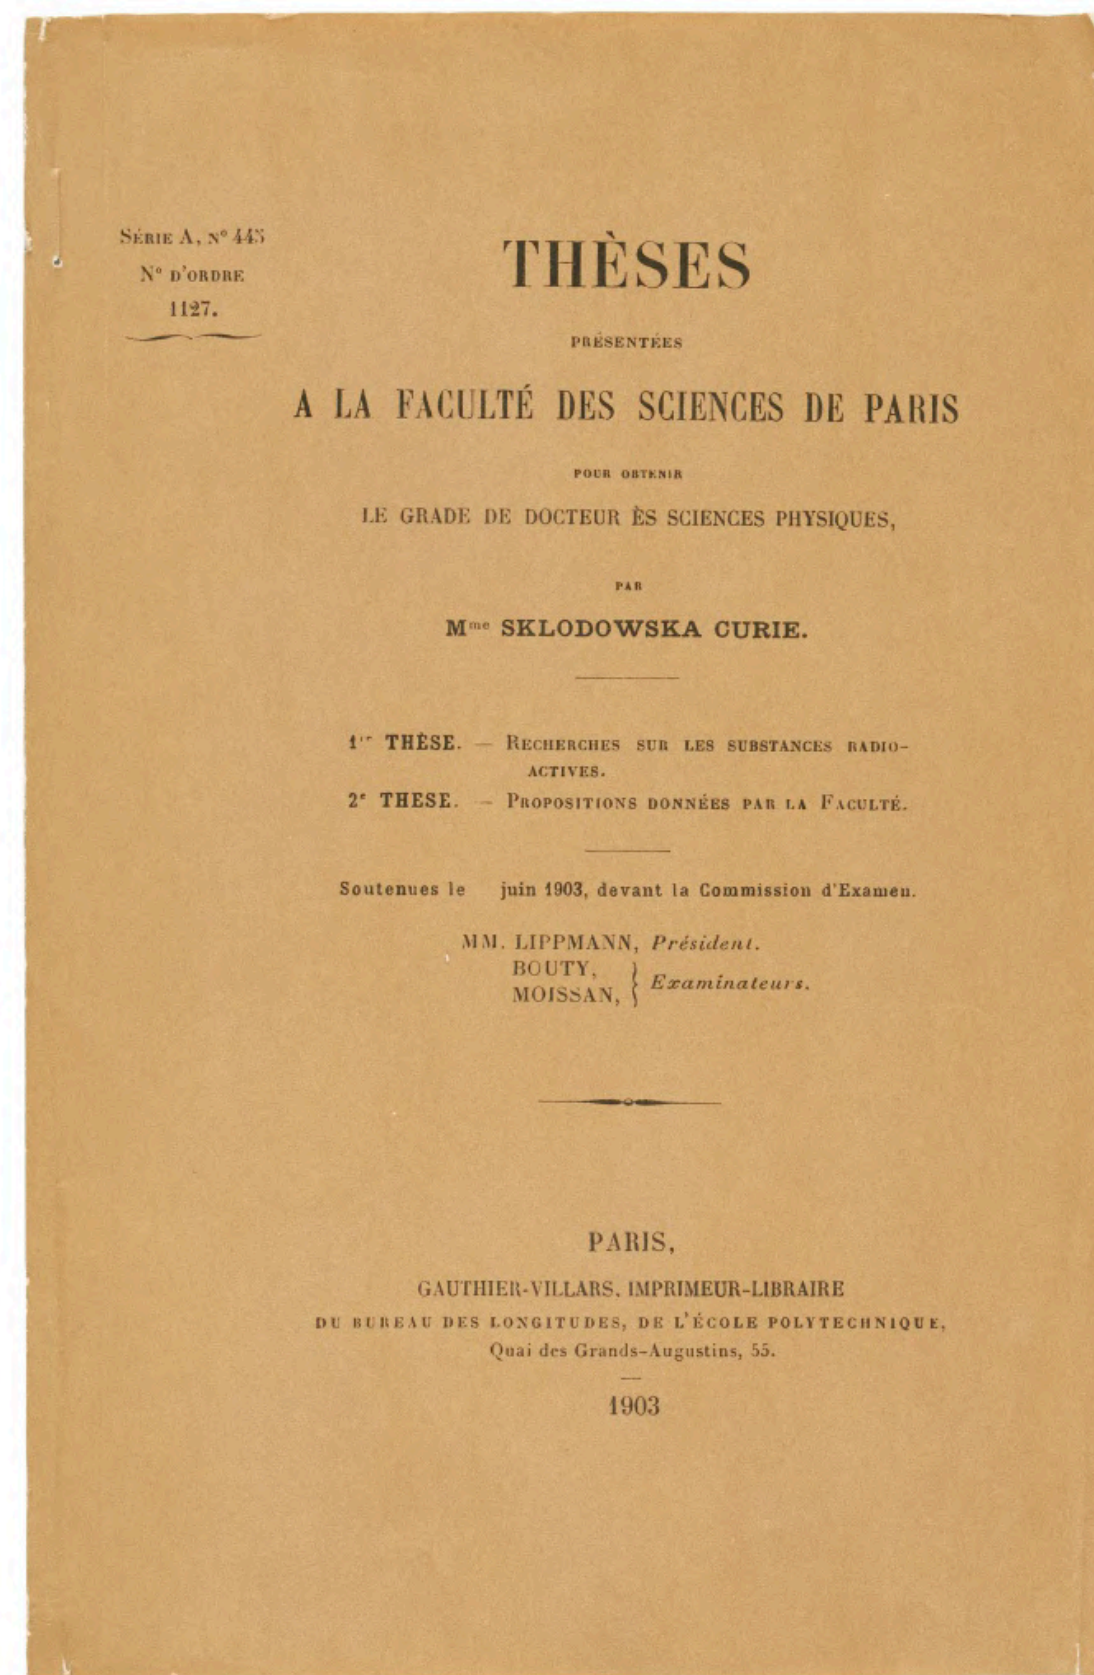 SÉRIE A, Nº 445
Nº D'ORDRE
1127.
THÈSES
PRÉSENTÉES
A LA FACULTÉ DES SCIENCES DE PARIS
POUR OBTENIR
LE GRADE DE DOCTEUR ÈS SCIENCES PHYSIQUES,
PAR
Mme SKLODOWSKA CURIE.
1re THÈSE. — RECHERCHES SUR LES SUBSTANCES RADIO-
ACTIVES.
2e THESE. — PROPOSITIONS DONNÉES PAR LA FACULTÉ.
Soutenues le juin 1903, devant la Commission d'Examen.
MM. LIPPMANN, Président.
BOUTY,
MOISSAN, } Examinateurs.
PARIS,
GAUTHIER-VILLARS, IMPRIMEUR-LIBRAIRE
DU BUREAU DES LONGITUDES, DE L'ÉCOLE POLYTECHNIQUE,
Quai des Grands-Augustins, 55.
1903